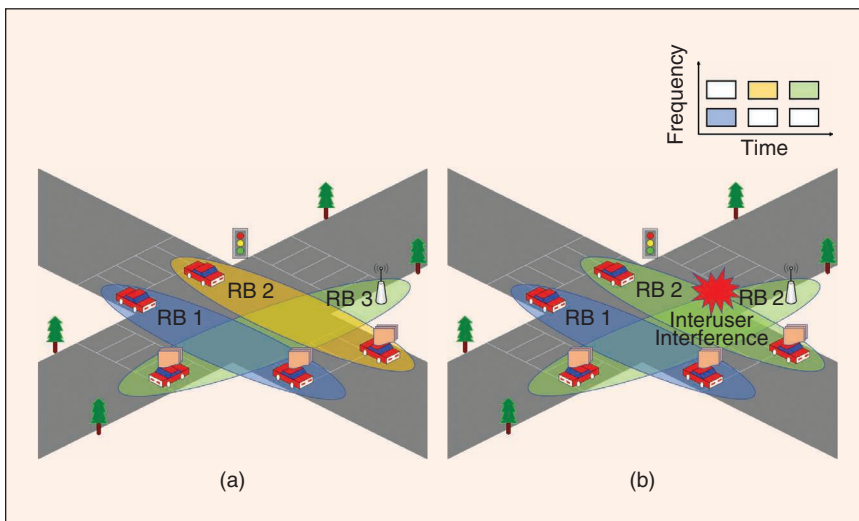 Frequency
Time
RB 1
RB 2
RB 3
(a)
RB 1
RB 2
RB 2
Interuser
Interference
(b)